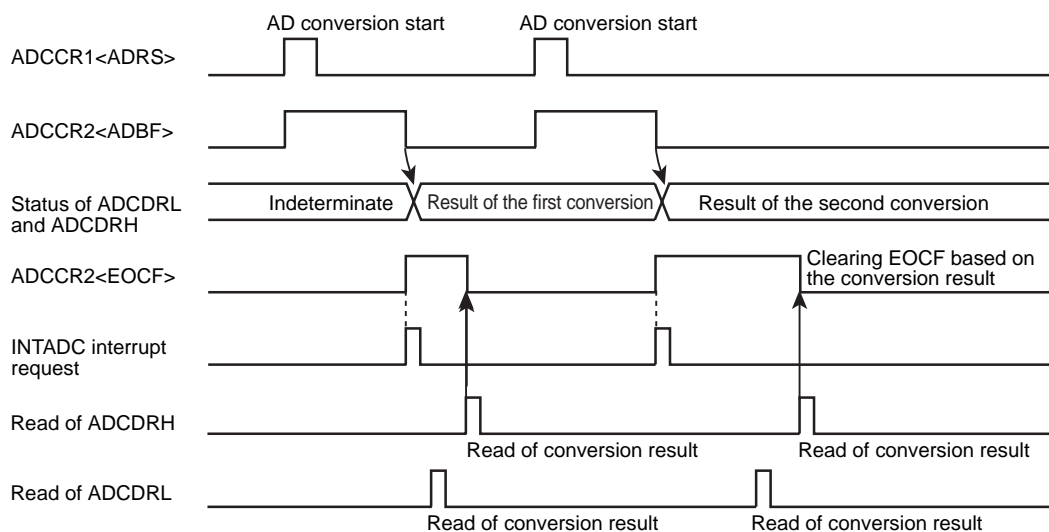 AD conversion start
AD conversion start
ADCCR1<ADRS>
ADCCR2<ADBF>
Status of ADCDRL
and ADCDRH
Indeterminate
Result of the first conversion
Result of the second conversion
ADCCR2<EOCF>
Clearing EOCF based on
the conversion result
INTADC interrupt
request
Read of ADCDRH
Read of conversion result
Read of conversion result
Read of ADCDRL
Read of conversion result
Read of conversion result